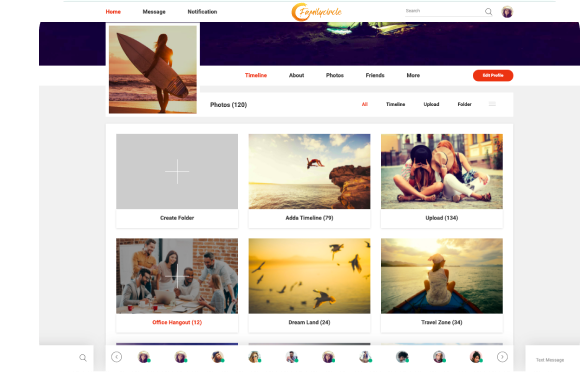 Home Message Notification Familycircle Search
Timeline About Photos Friends More Edit Profile
Photos (120) All Timeline Upload Folder
Create Folder Adda Timeline (79) Upload (134)
Office Hangout (12) Dream Land (24) Travel Zone (34)
Text Message